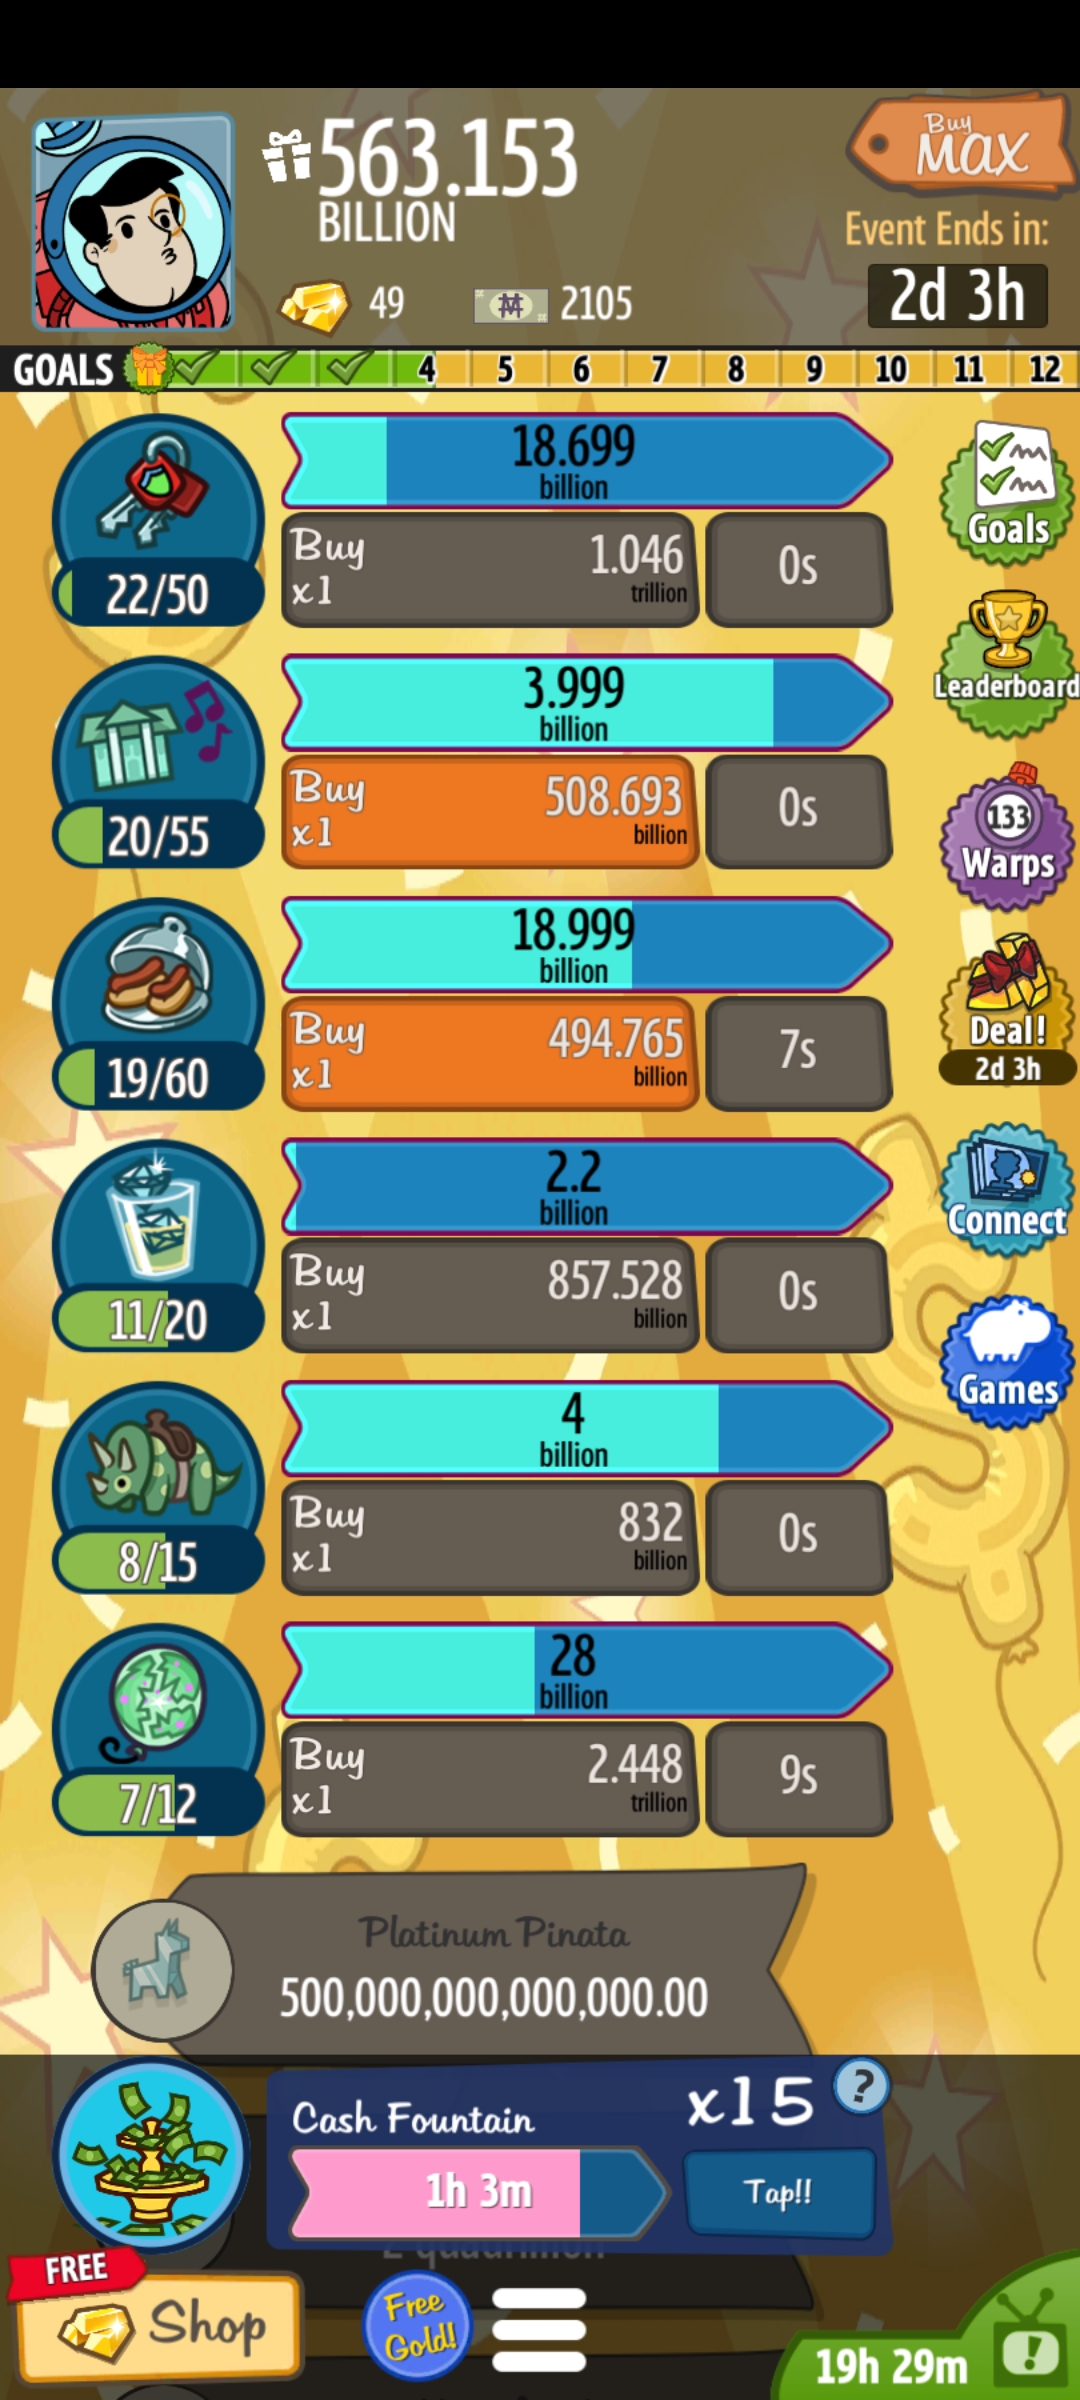 563.153
BILLION
Buy
MAX
Event Ends in:
2d 3h
49
2105
GOALS
4 5 6 7 8 9 10 11 12
18.699
billion
22/50
Buy
x1
1.046
trillion
0s
Goals
3.999
billion
20/55
Buy
x1
508.693
billion
0s
Leaderboard
18.999
billion
19/60
Buy
x1
494.765
billion
7s
133
Warps
Deal!
2d 3h
2.2
billion
11/20
Buy
x1
857.528
billion
0s
Connect
4
billion
8/15
Buy
x1
832
billion
0s
Games
28
billion
7/12
Buy
x1
2.448
trillion
9s
Platinum Pinata
500,000,000,000,000.00
Cash Fountain
x15
?
1h 3m
Tap!!
2 quadrillion
FREE
Shop
Free
Gold!
19h 29m